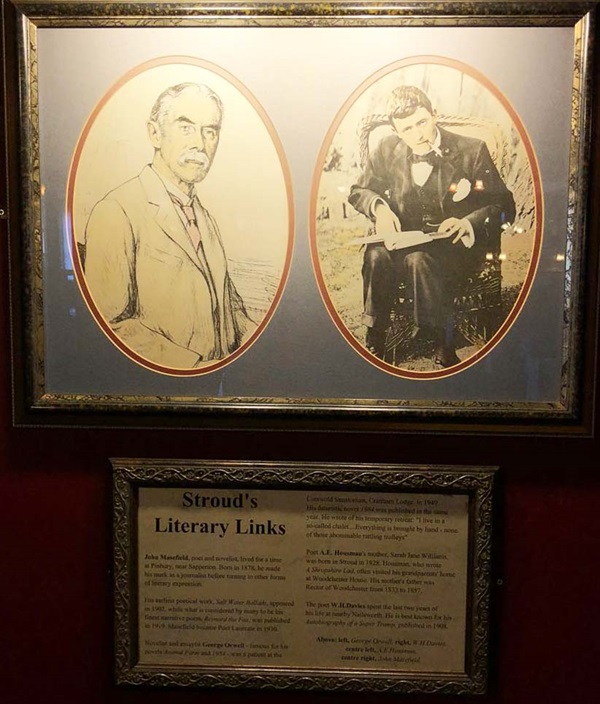 Stroud's
Literary Links
John Masefield, poet and novelist, lived for a time
at Pinbury, near Sapperton. Born in 1878, he made
his mark as a journalist before turning to other forms
of literary expression.
His earliest poetical work, Salt Water Ballads, appeared
in 1902, while what is considered by many to be his
finest narrative poem, Reynard the Fox, was published
in 1919. Masefield became Poet Laureate in 1930.
Novelist and essayist George Orwell - famous for his
novels Animal Farm and 1984 - was a patient at the
Cotswold Sanatorium, Cranham Lodge, in 1949.
His futuristic novel 1984 was published in the same
year. He wrote of his temporary retreat: "I live in a
so-called chalet....Everything is brought by hand - some
of those abominable rattling trolleys"
Poet A.E. Housman's mother, Sarah Jane Williams,
was born in Stroud in 1828. Housman, who wrote
A Shropshire Lad, often visited his grandparents' home
at Woodchester House. His mother's father was
Rector of Woodchester from 1833 to 1857.
The poet W.H.Davies spent the last two years of
his life at nearby Nailsworth. He is best known for his
Autobiography of a Super Tramp, published in 1908.
Above: left, George Orwell, right, W.H Davies,
centre left, A.E Housman,
centre right, John Masefield